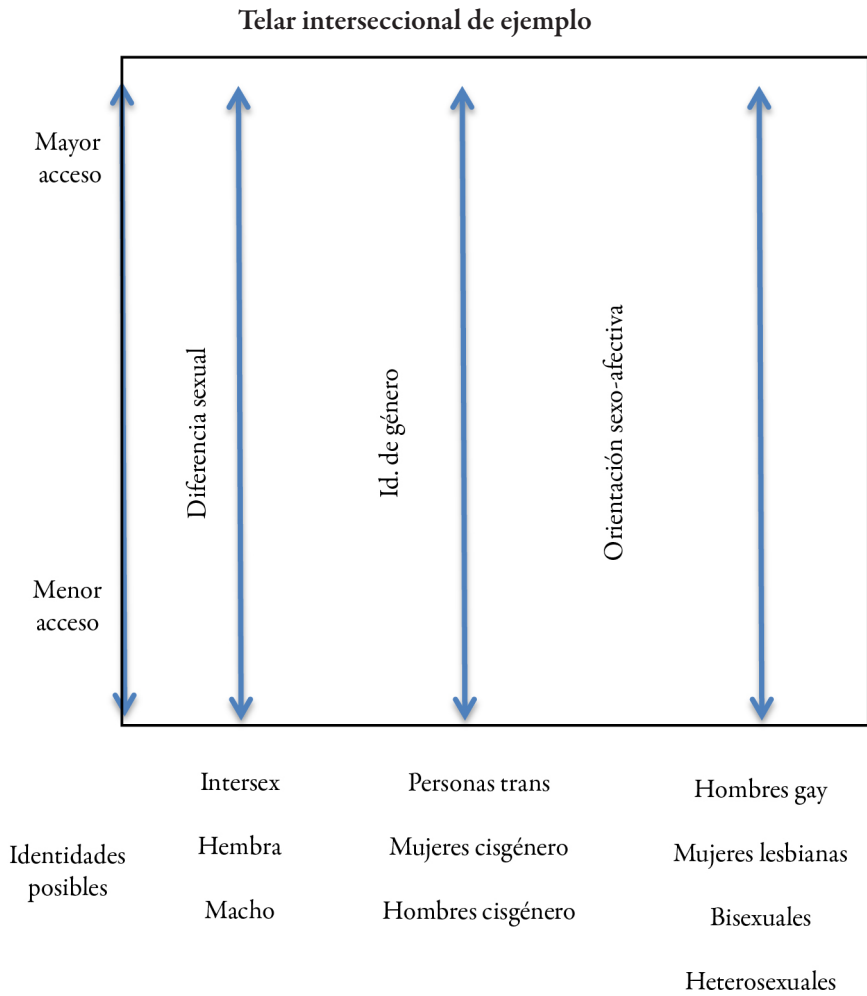 Telar interseccional de ejemplo
Mayor
acceso
Diferencia sexual
Id. de género
Orientación sexo-afectiva
Menor
acceso
Identidades
posibles
Intersex
Hembra
Macho
Personas trans
Mujeres cisgénero
Hombres cisgénero
Hombres gay
Mujeres lesbianas
Bisexuales
Heterosexuales